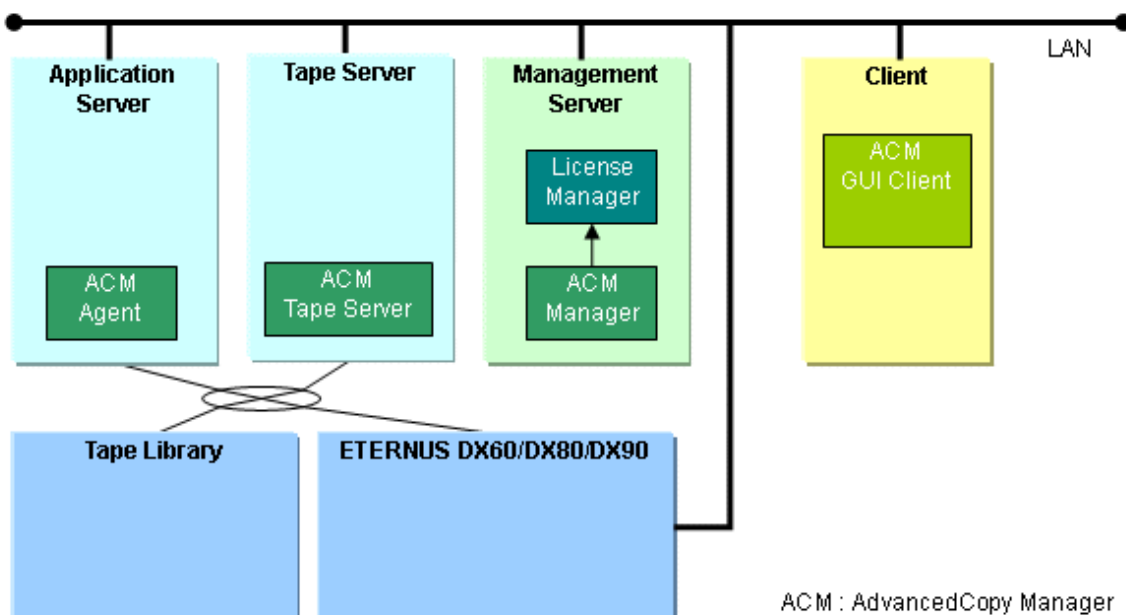 LAN
Application
Server
Tape Server
Management
Server
Client
License
Manager
ACM
GUI Client
ACM
Agent
ACM
Tape Server
ACM
Manager
Tape Library
ETERNUS DX60/DX80/DX90
ACM : AdvancedCopy Manager